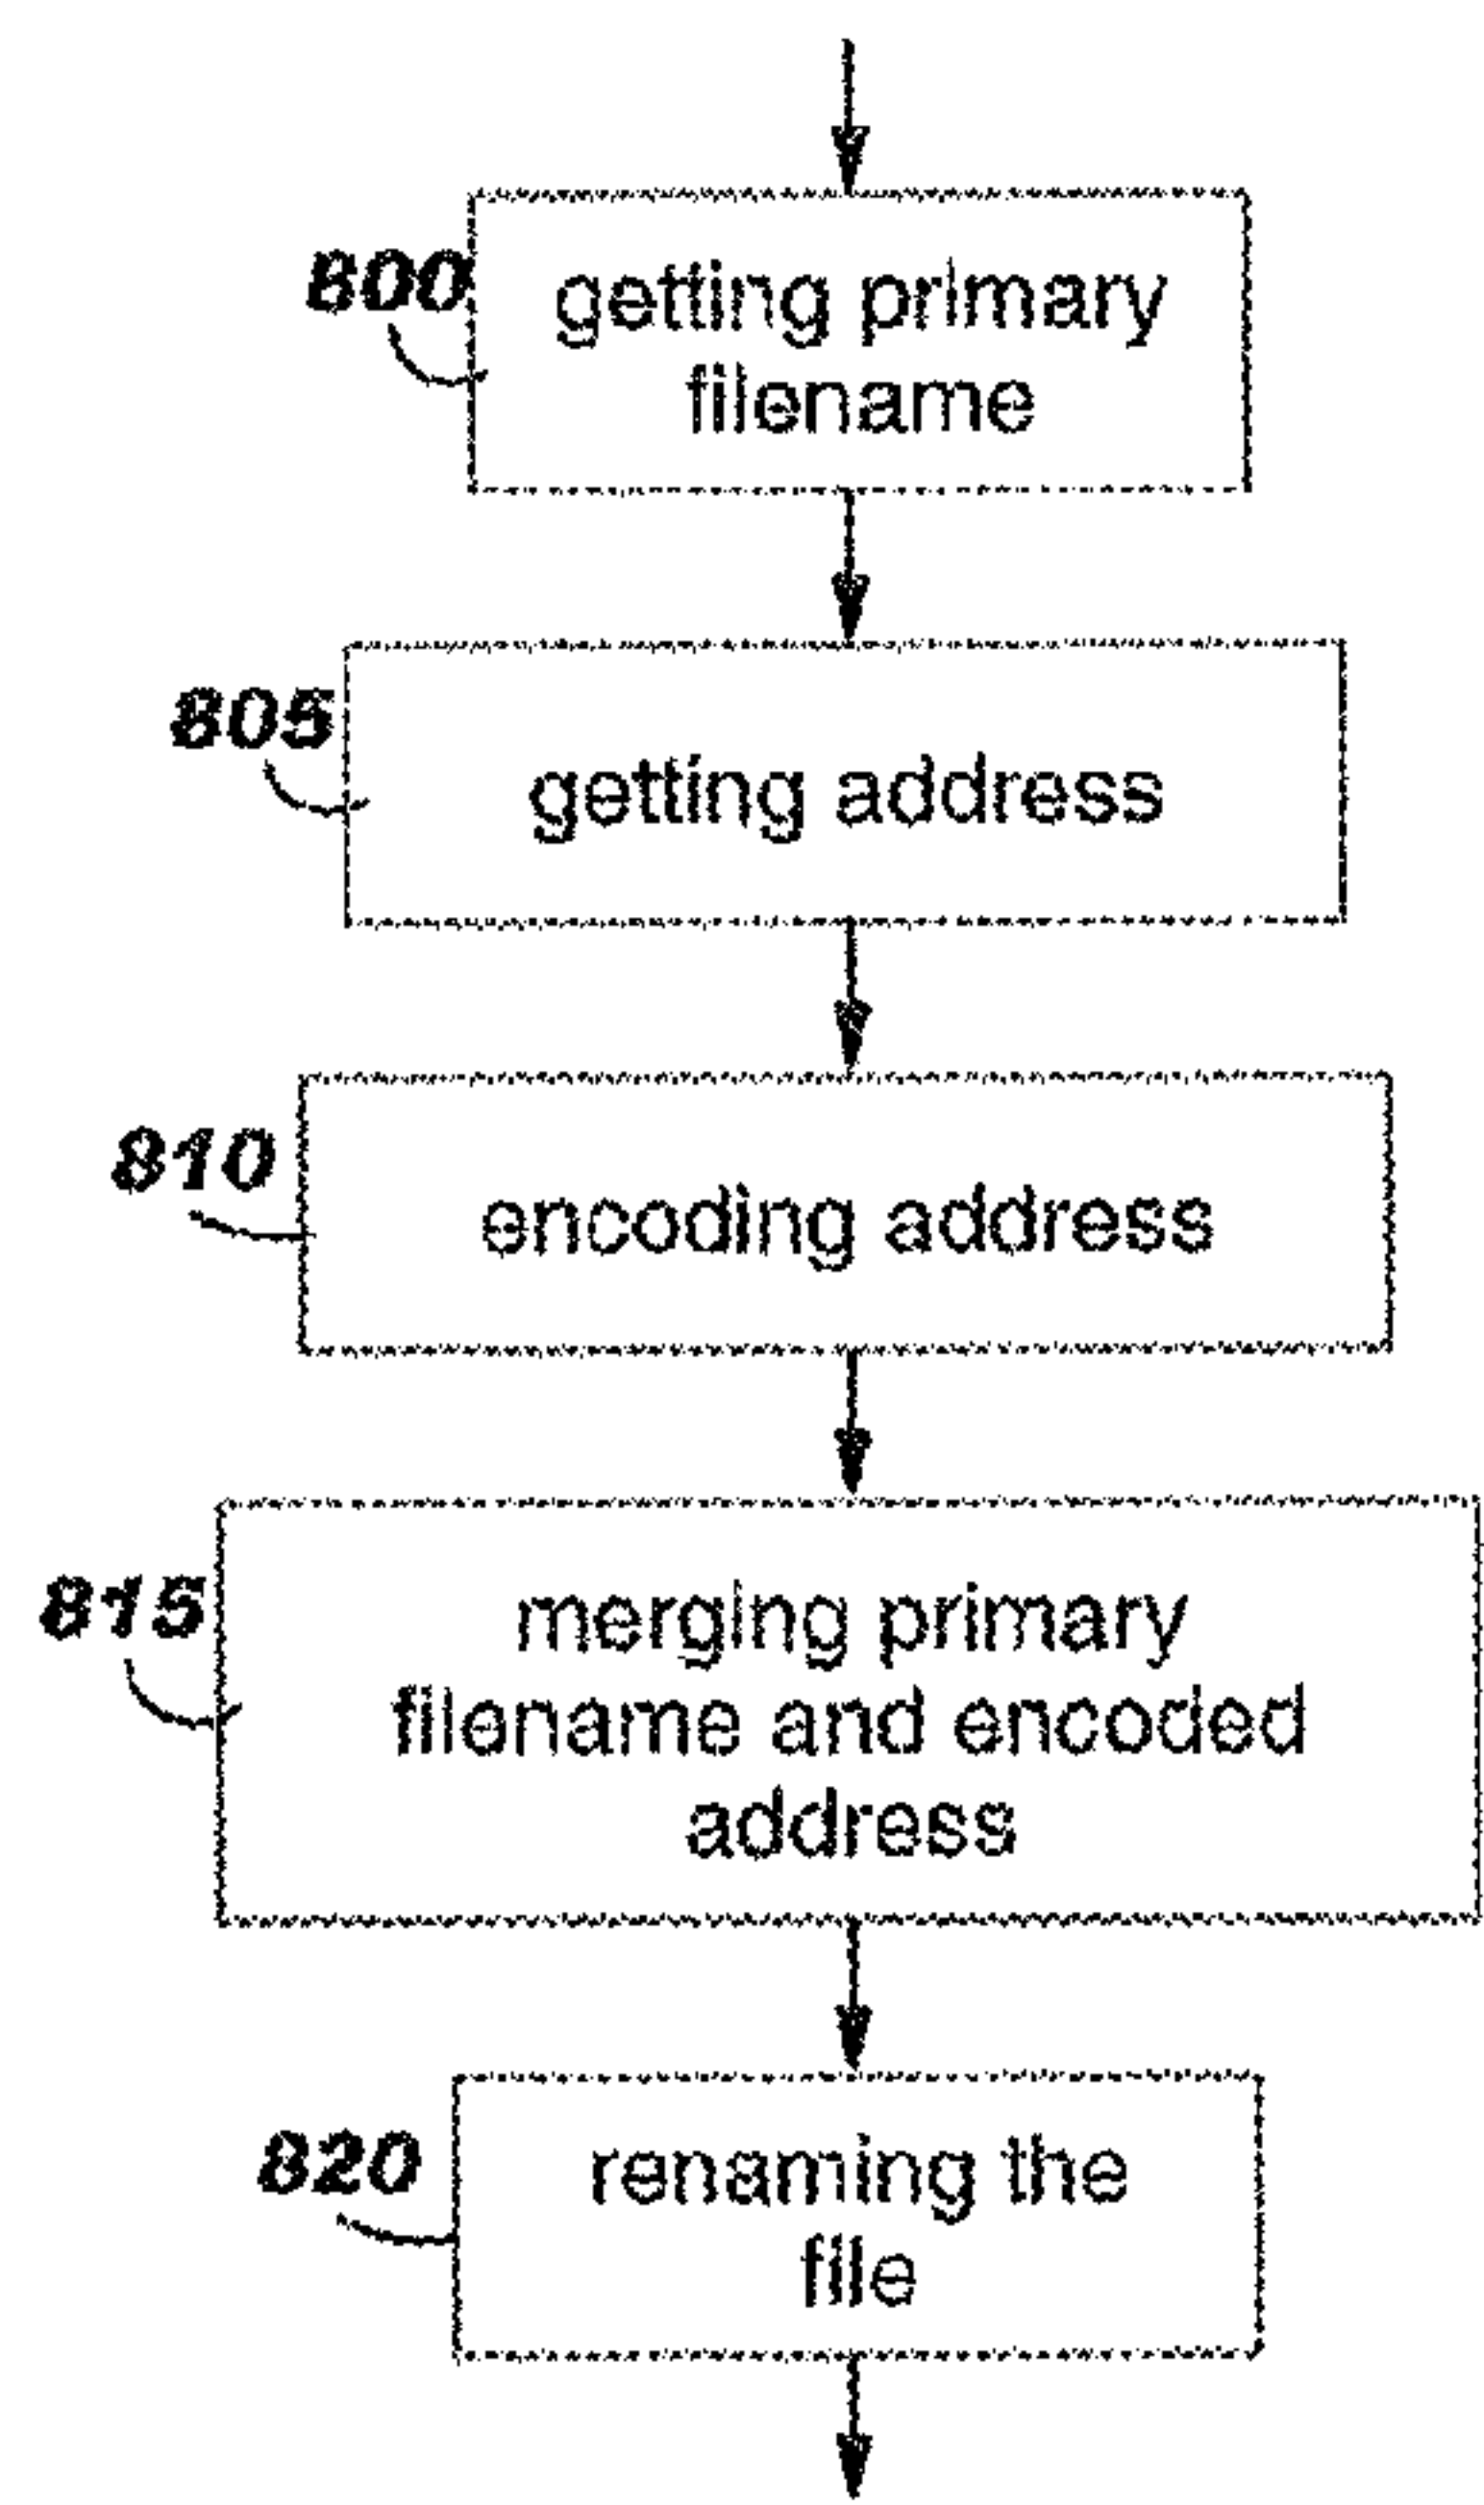 800
getting primary
filename
805
getting address
810
encoding address
815
merging primary
filename and encoded
address
820
renaming the
file